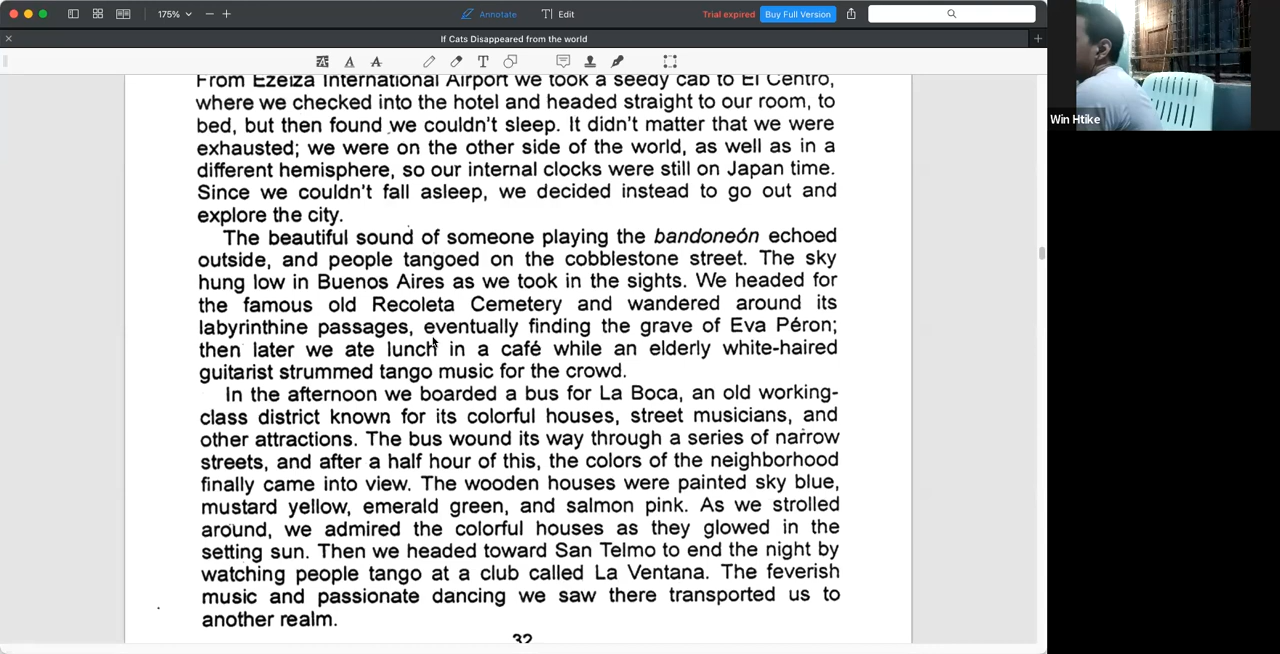 175%
Annotate
Edit
Trial expired
Buy Full Version
If Cats Disappeared from the world
From Ezeiza International Airport we took a seedy cab to El Centro,
where we checked into the hotel and headed straight to our room, to
bed, but then found we couldn't sleep. It didn't matter that we were
exhausted; we were on the other side of the world, as well as in a
different hemisphere, so our internal clocks were still on Japan time.
Since we couldn't fall asleep, we decided instead to go out and
explore the city.
The beautiful sound of someone playing the bandoneón echoed
outside, and people tangoed on the cobblestone street. The sky
hung low in Buenos Aires as we took in the sights. We headed for
the famous old Recoleta Cemetery and wandered around its
labyrinthine passages, eventually finding the grave of Eva Péron;
then later we ate lunch in a café while an elderly white-haired
guitarist strummed tango music for the crowd.
In the afternoon we boarded a bus for La Boca, an old working-
class district known for its colorful houses, street musicians, and
other attractions. The bus wound its way through a series of narrow
streets, and after a half hour of this, the colors of the neighborhood
finally came into view. The wooden houses were painted sky blue,
mustard yellow, emerald green, and salmon pink. As we strolled
around, we admired the colorful houses as they glowed in the
setting sun. Then we headed toward San Telmo to end the night by
watching people tango at a club called La Ventana. The feverish
music and passionate dancing we saw there transported us to
another realm.
32
Win Htike